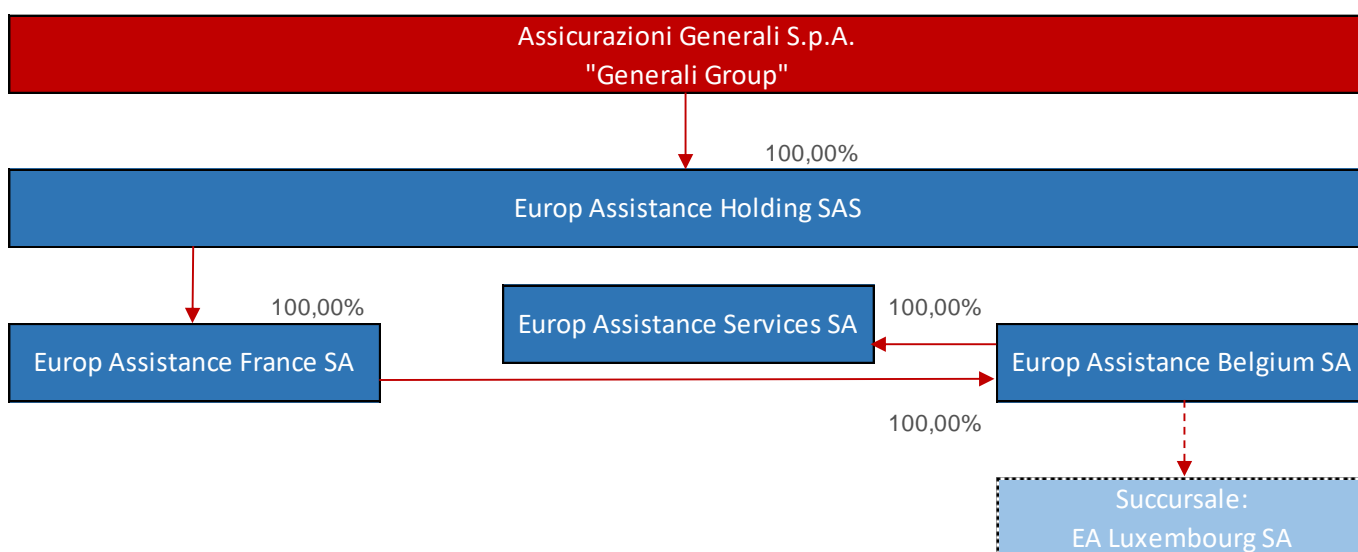 Assicurazioni Generali S.p.A.
"Generali Group"
100,00%
Europ Assistance Holding SAS
100,00%
Europ Assistance Services SA
100,00%
Europ Assistance France SA
Europ Assistance Belgium SA
100,00%
Succursale:
EA Luxembourg SA